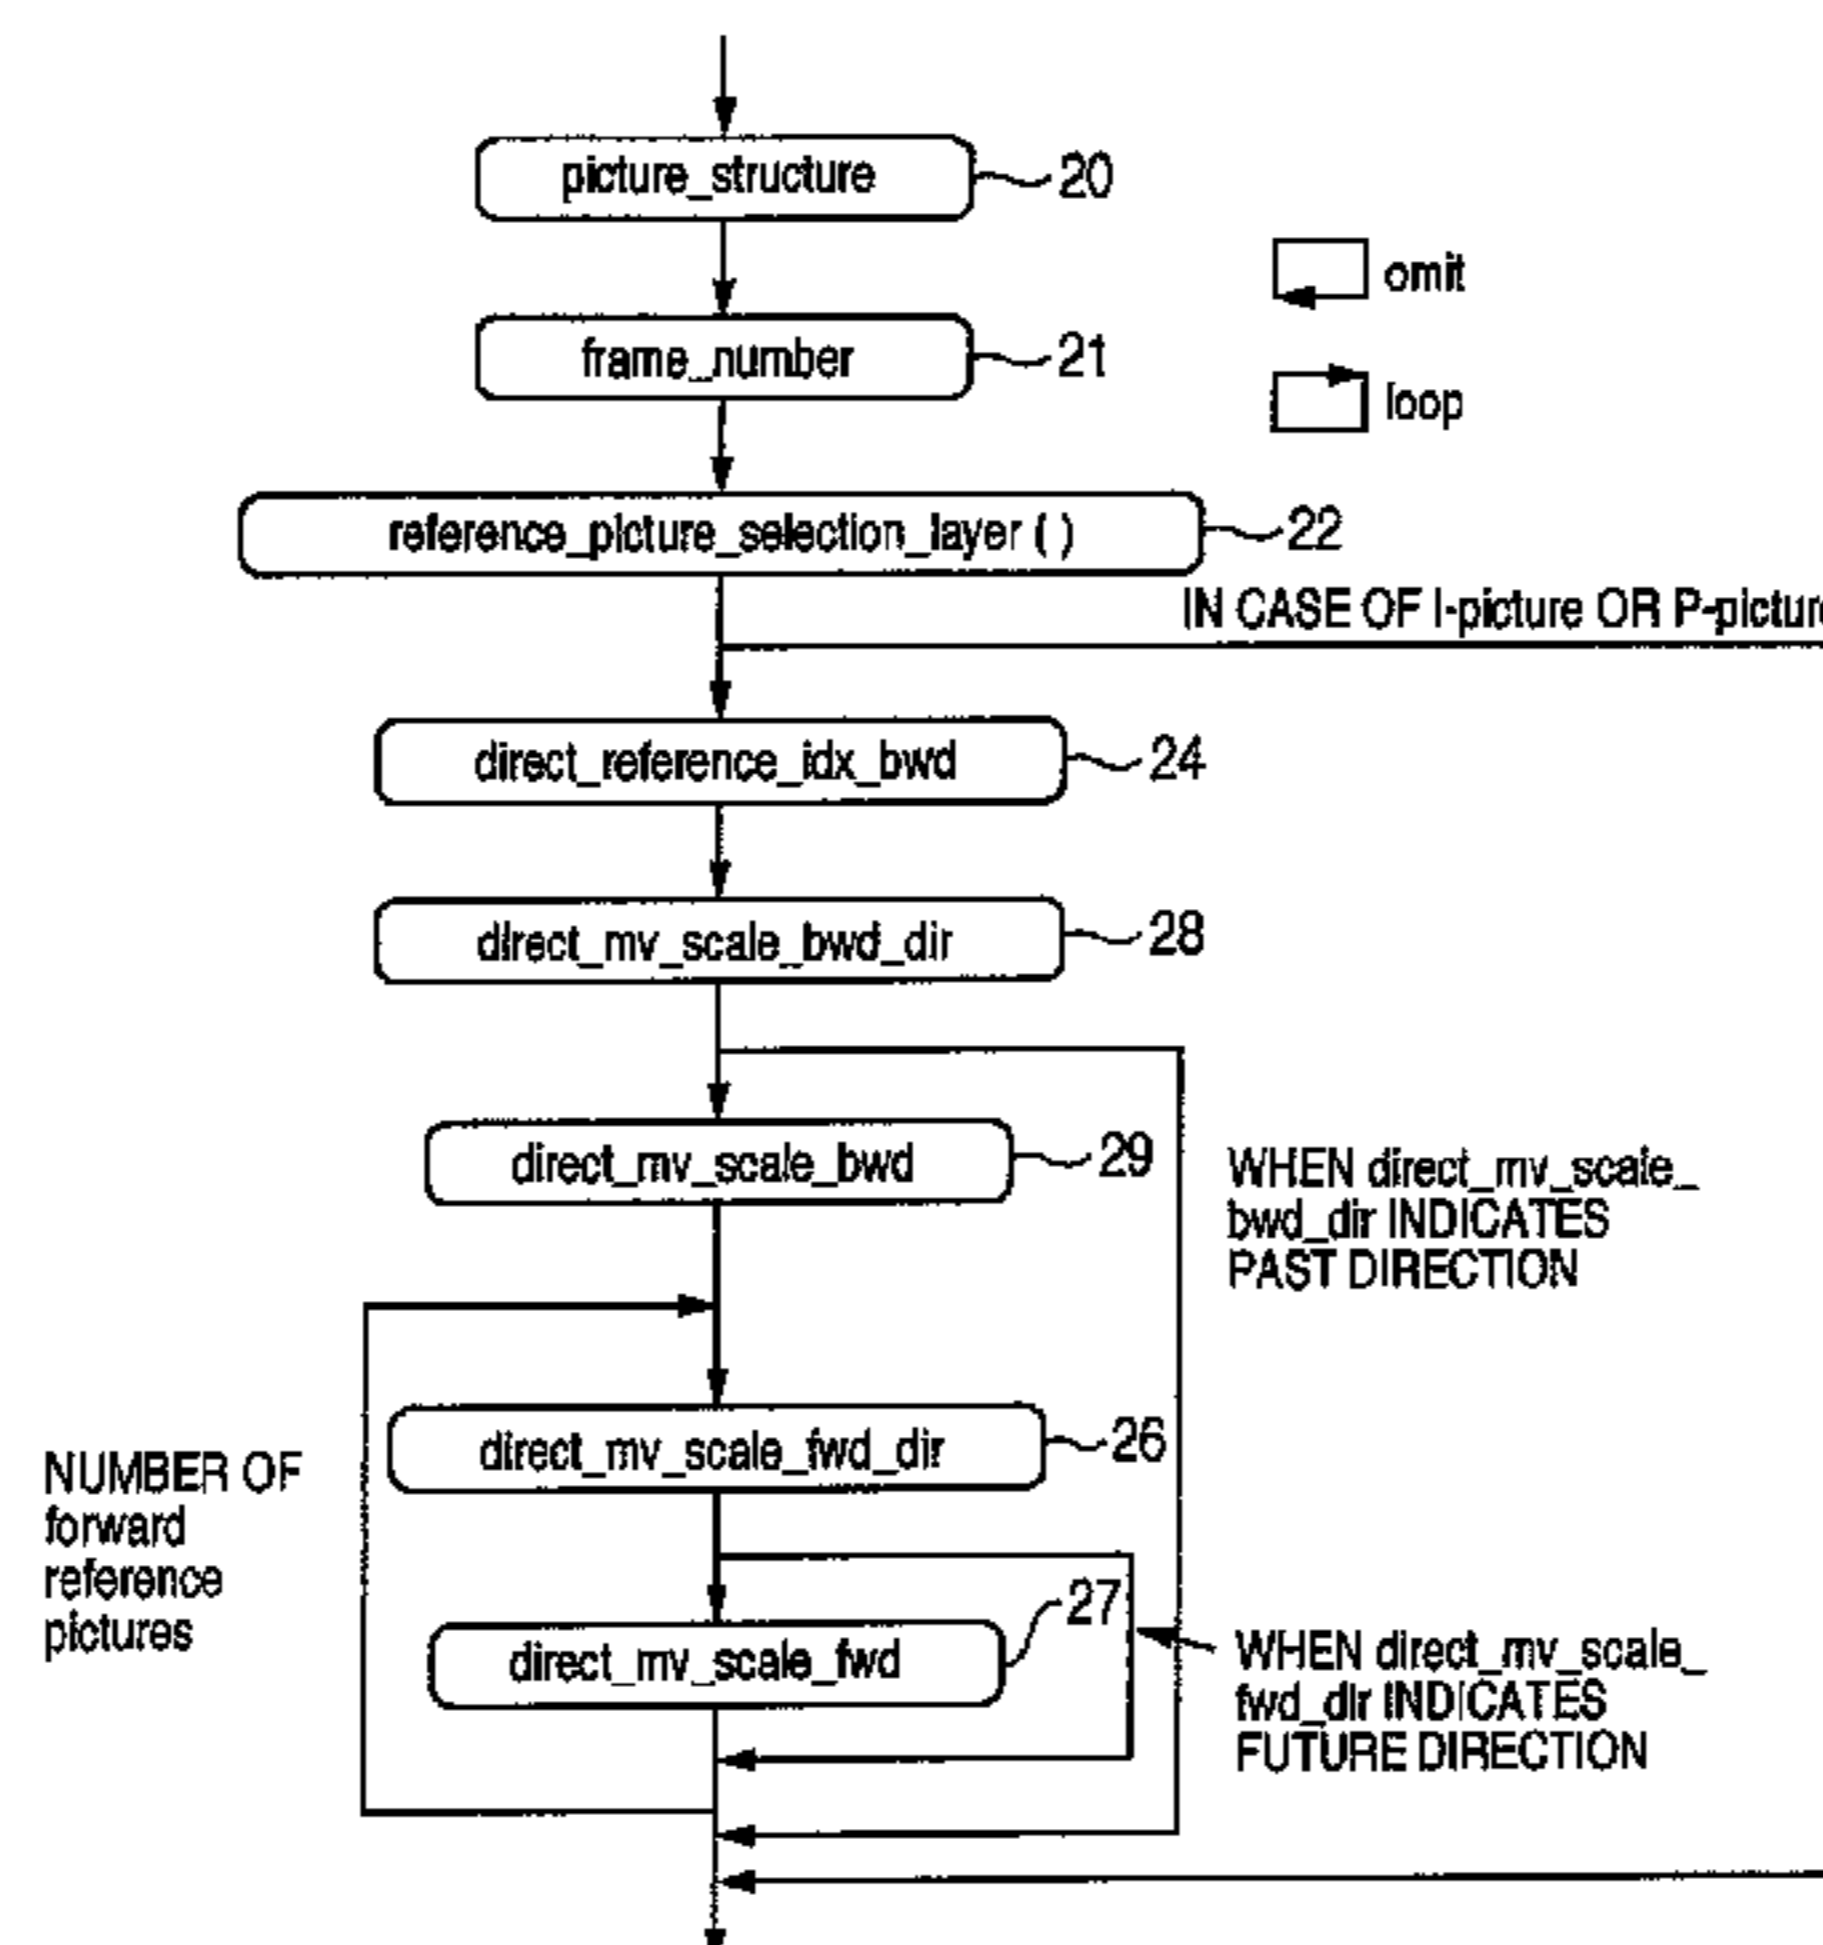 picture_structure
20
omit
frame_number
21
loop
reference_picture_selection_layer ( )
22
IN CASE OF I-picture OR P-picture
direct_reference_idx_bwd
24
direct_mv_scale_bwd_dir
28
direct_mv_scale_bwd
29
WHEN direct_mv_scale_
bwd_dir INDICATES
PAST DIRECTION
direct_mv_scale_fwd_dir
26
NUMBER OF
forward
reference
pictures
direct_mv_scale_fwd
27
WHEN direct_mv_scale_
fwd_dir INDICATES
FUTURE DIRECTION